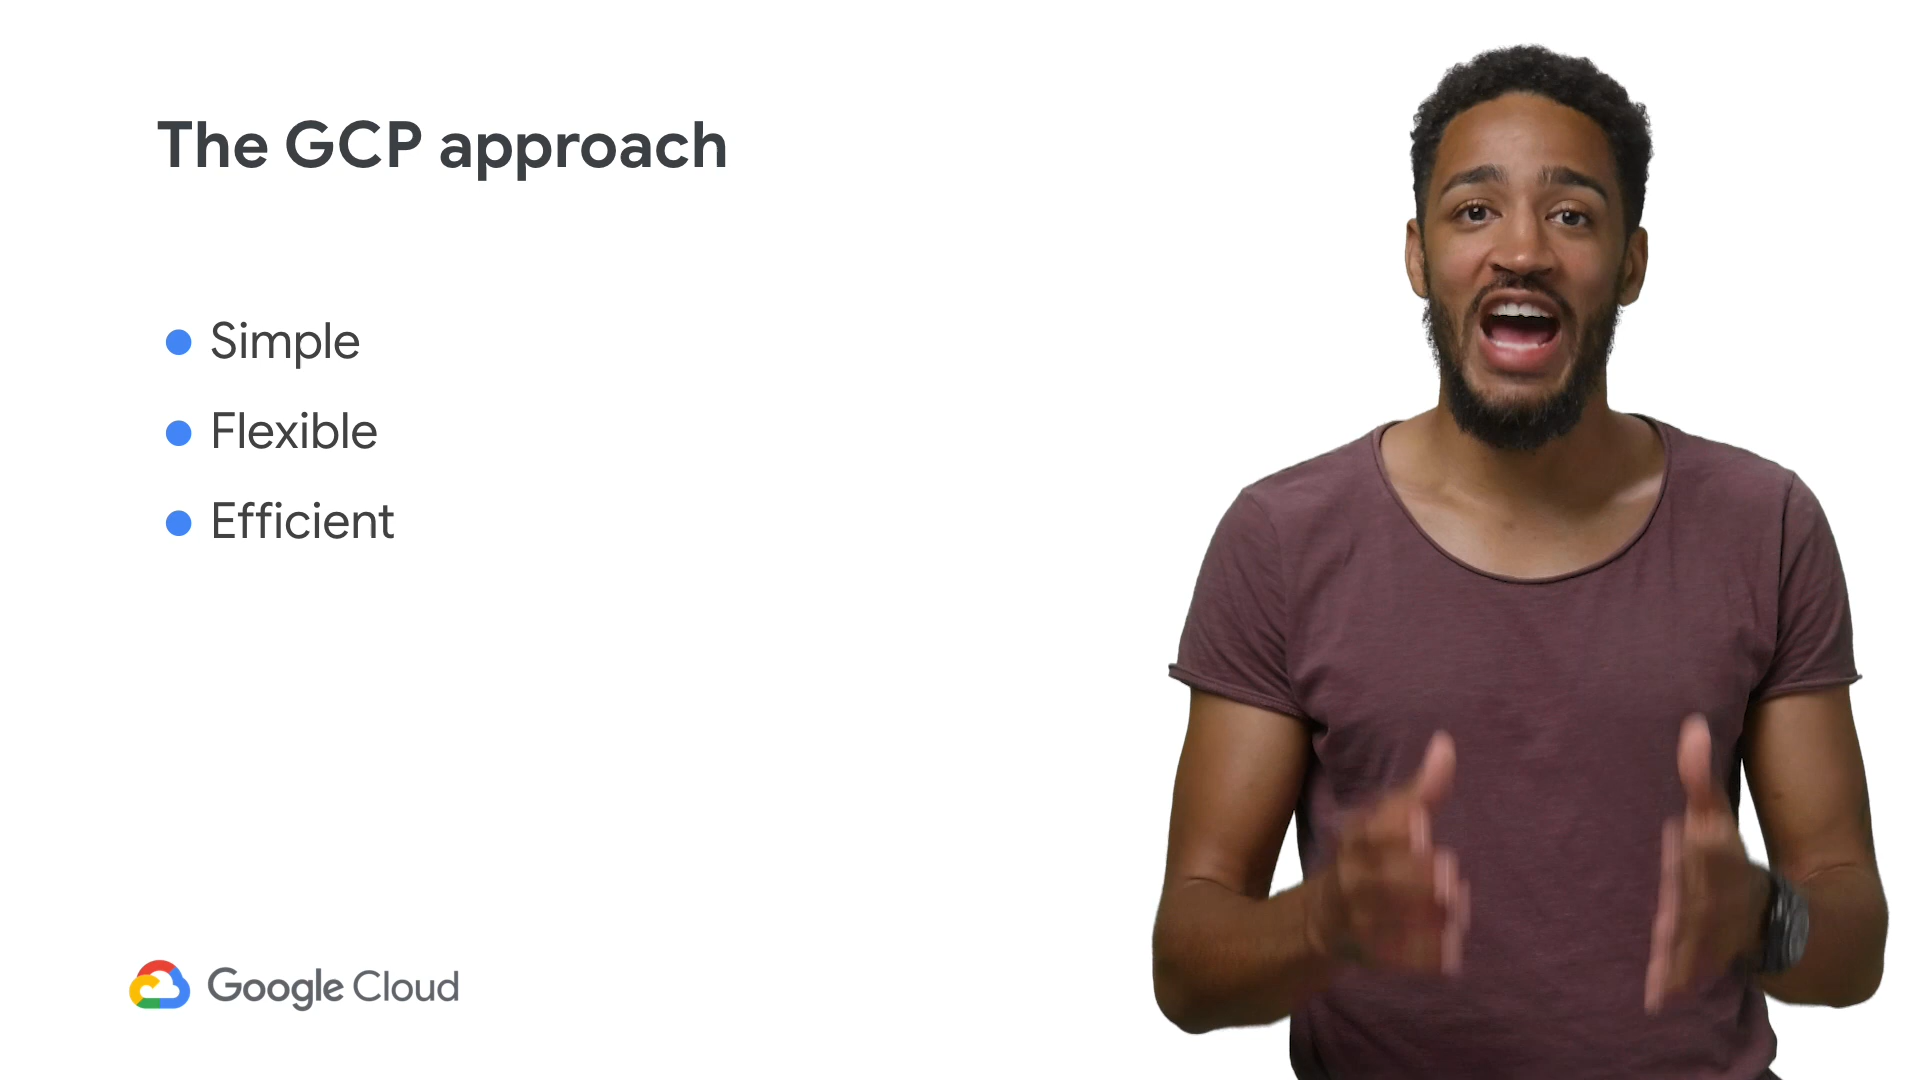 The GCP approach
Simple
Flexible
Efficient
Google Cloud